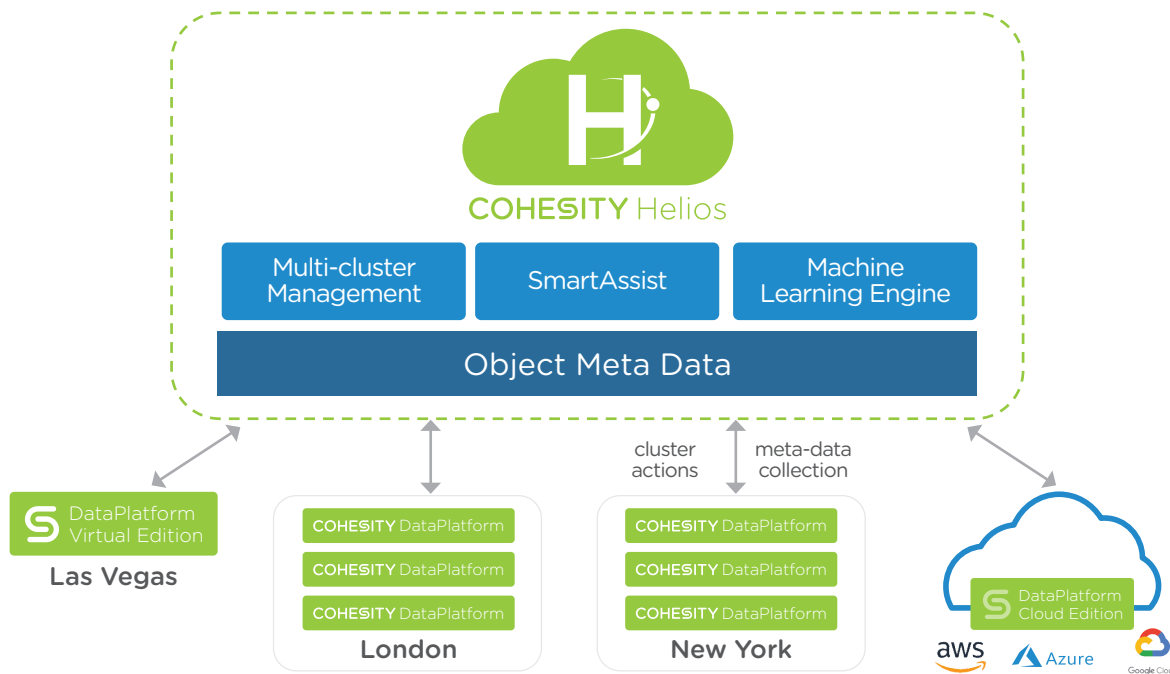 H
COHESITY Helios
Multi-cluster
Management
SmartAssist
Machine
Learning Engine
Object Meta Data
cluster
actions
meta-data
collection
DataPlatform
Virtual Edition
Las Vegas
COHESITY DataPlatform
COHESITY DataPlatform
COHESITY DataPlatform
London
COHESITY DataPlatform
COHESITY DataPlatform
COHESITY DataPlatform
New York
DataPlatform
Cloud Edition
aws
Azure
Google Clou